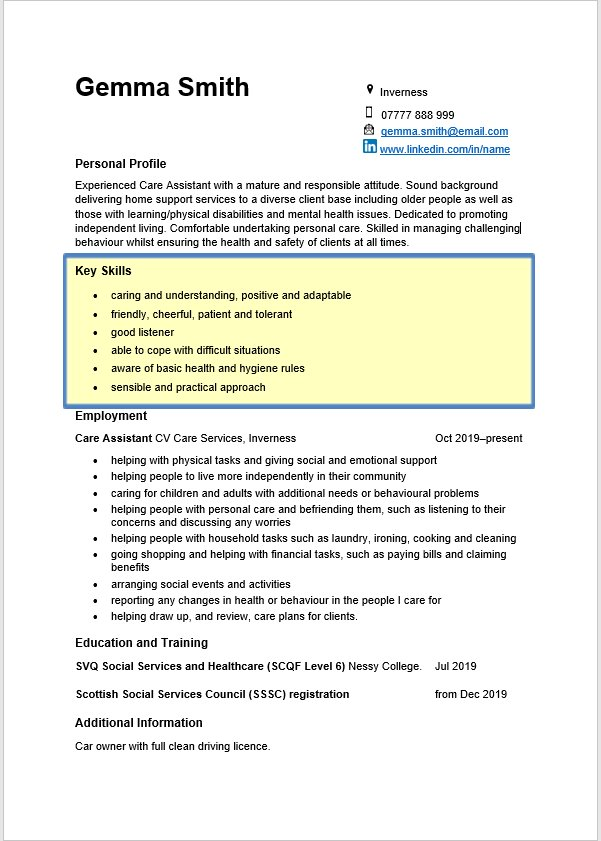 Gemma Smith
Inverness
07777 888 999
gemma.smith@email.com
in www.linkedin.com/in/name
Personal Profile
Experienced Care Assistant with a mature and responsible attitude. Sound background
delivering home support services to a diverse client base including older people as well as
those with learning/physical disabilities and mental health issues. Dedicated to promoting
independent living. Comfortable undertaking personal care. Skilled in managing challenging
behaviour whilst ensuring the health and safety of clients at all times.
Key Skills
• caring and understanding, positive and adaptable
• friendly, cheerful, patient and tolerant
• good listener
• able to cope with difficult situations
• aware of basic health and hygiene rules
• sensible and practical approach
Employment
Care Assistant CV Care Services, Inverness Oct 2019–present
• helping with physical tasks and giving social and emotional support
• helping people to live more independently in their community
• caring for children and adults with additional needs or behavioural problems
• helping people with personal care and befriending them, such as listening to their
concerns and discussing any worries
• helping people with household tasks such as laundry, ironing, cooking and cleaning
• going shopping and helping with financial tasks, such as paying bills and claiming
benefits
• arranging social events and activities
• reporting any changes in health or behaviour in the people I care for
• helping draw up, and review, care plans for clients.
Education and Training
SVQ Social Services and Healthcare (SCQF Level 6) Nessy College. Jul 2019
Scottish Social Services Council (SSSC) registration from Dec 2019
Additional Information
Car owner with full clean driving licence.